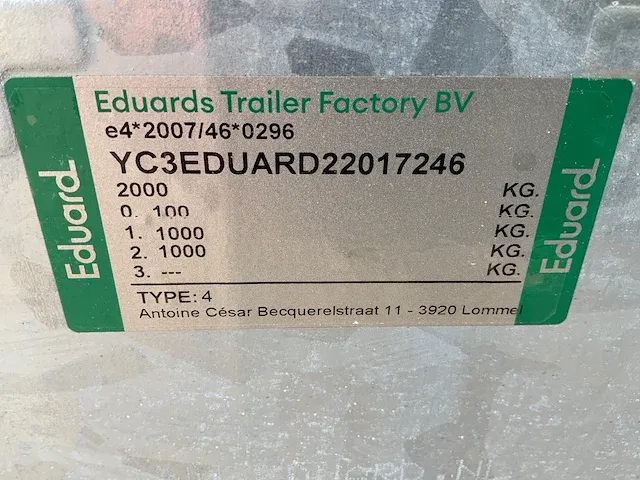 Eduards Trailer Factory BV
e4*2007/46*0296
YC3EDUARD22017246
2000 KG.
0. 100 KG.
1. 1000 KG.
2. 1000 KG.
3. --- KG.
TYPE: 4
Antoine César Becquerelstraat 11 - 3920 Lommel
Eduard
Eduard